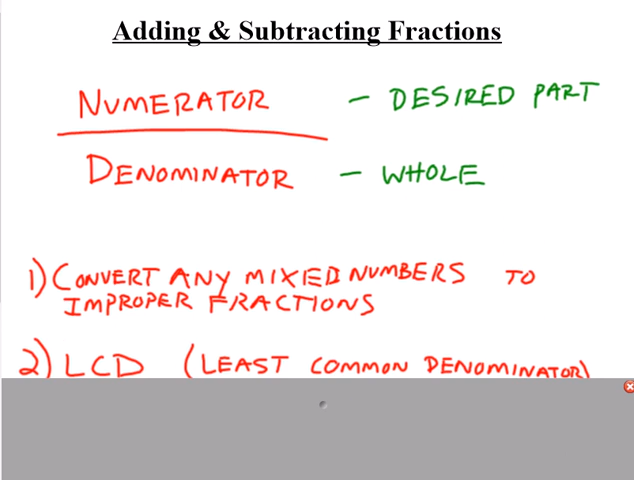 Adding & Subtracting Fractions
NUMERATOR — DESIRED PART
DENOMINATOR — WHOLE
1) CONVERT ANY MIXED NUMBERS TO
IMPROPER FRACTIONS
2) LCD (LEAST COMMON DENOMINATOR)